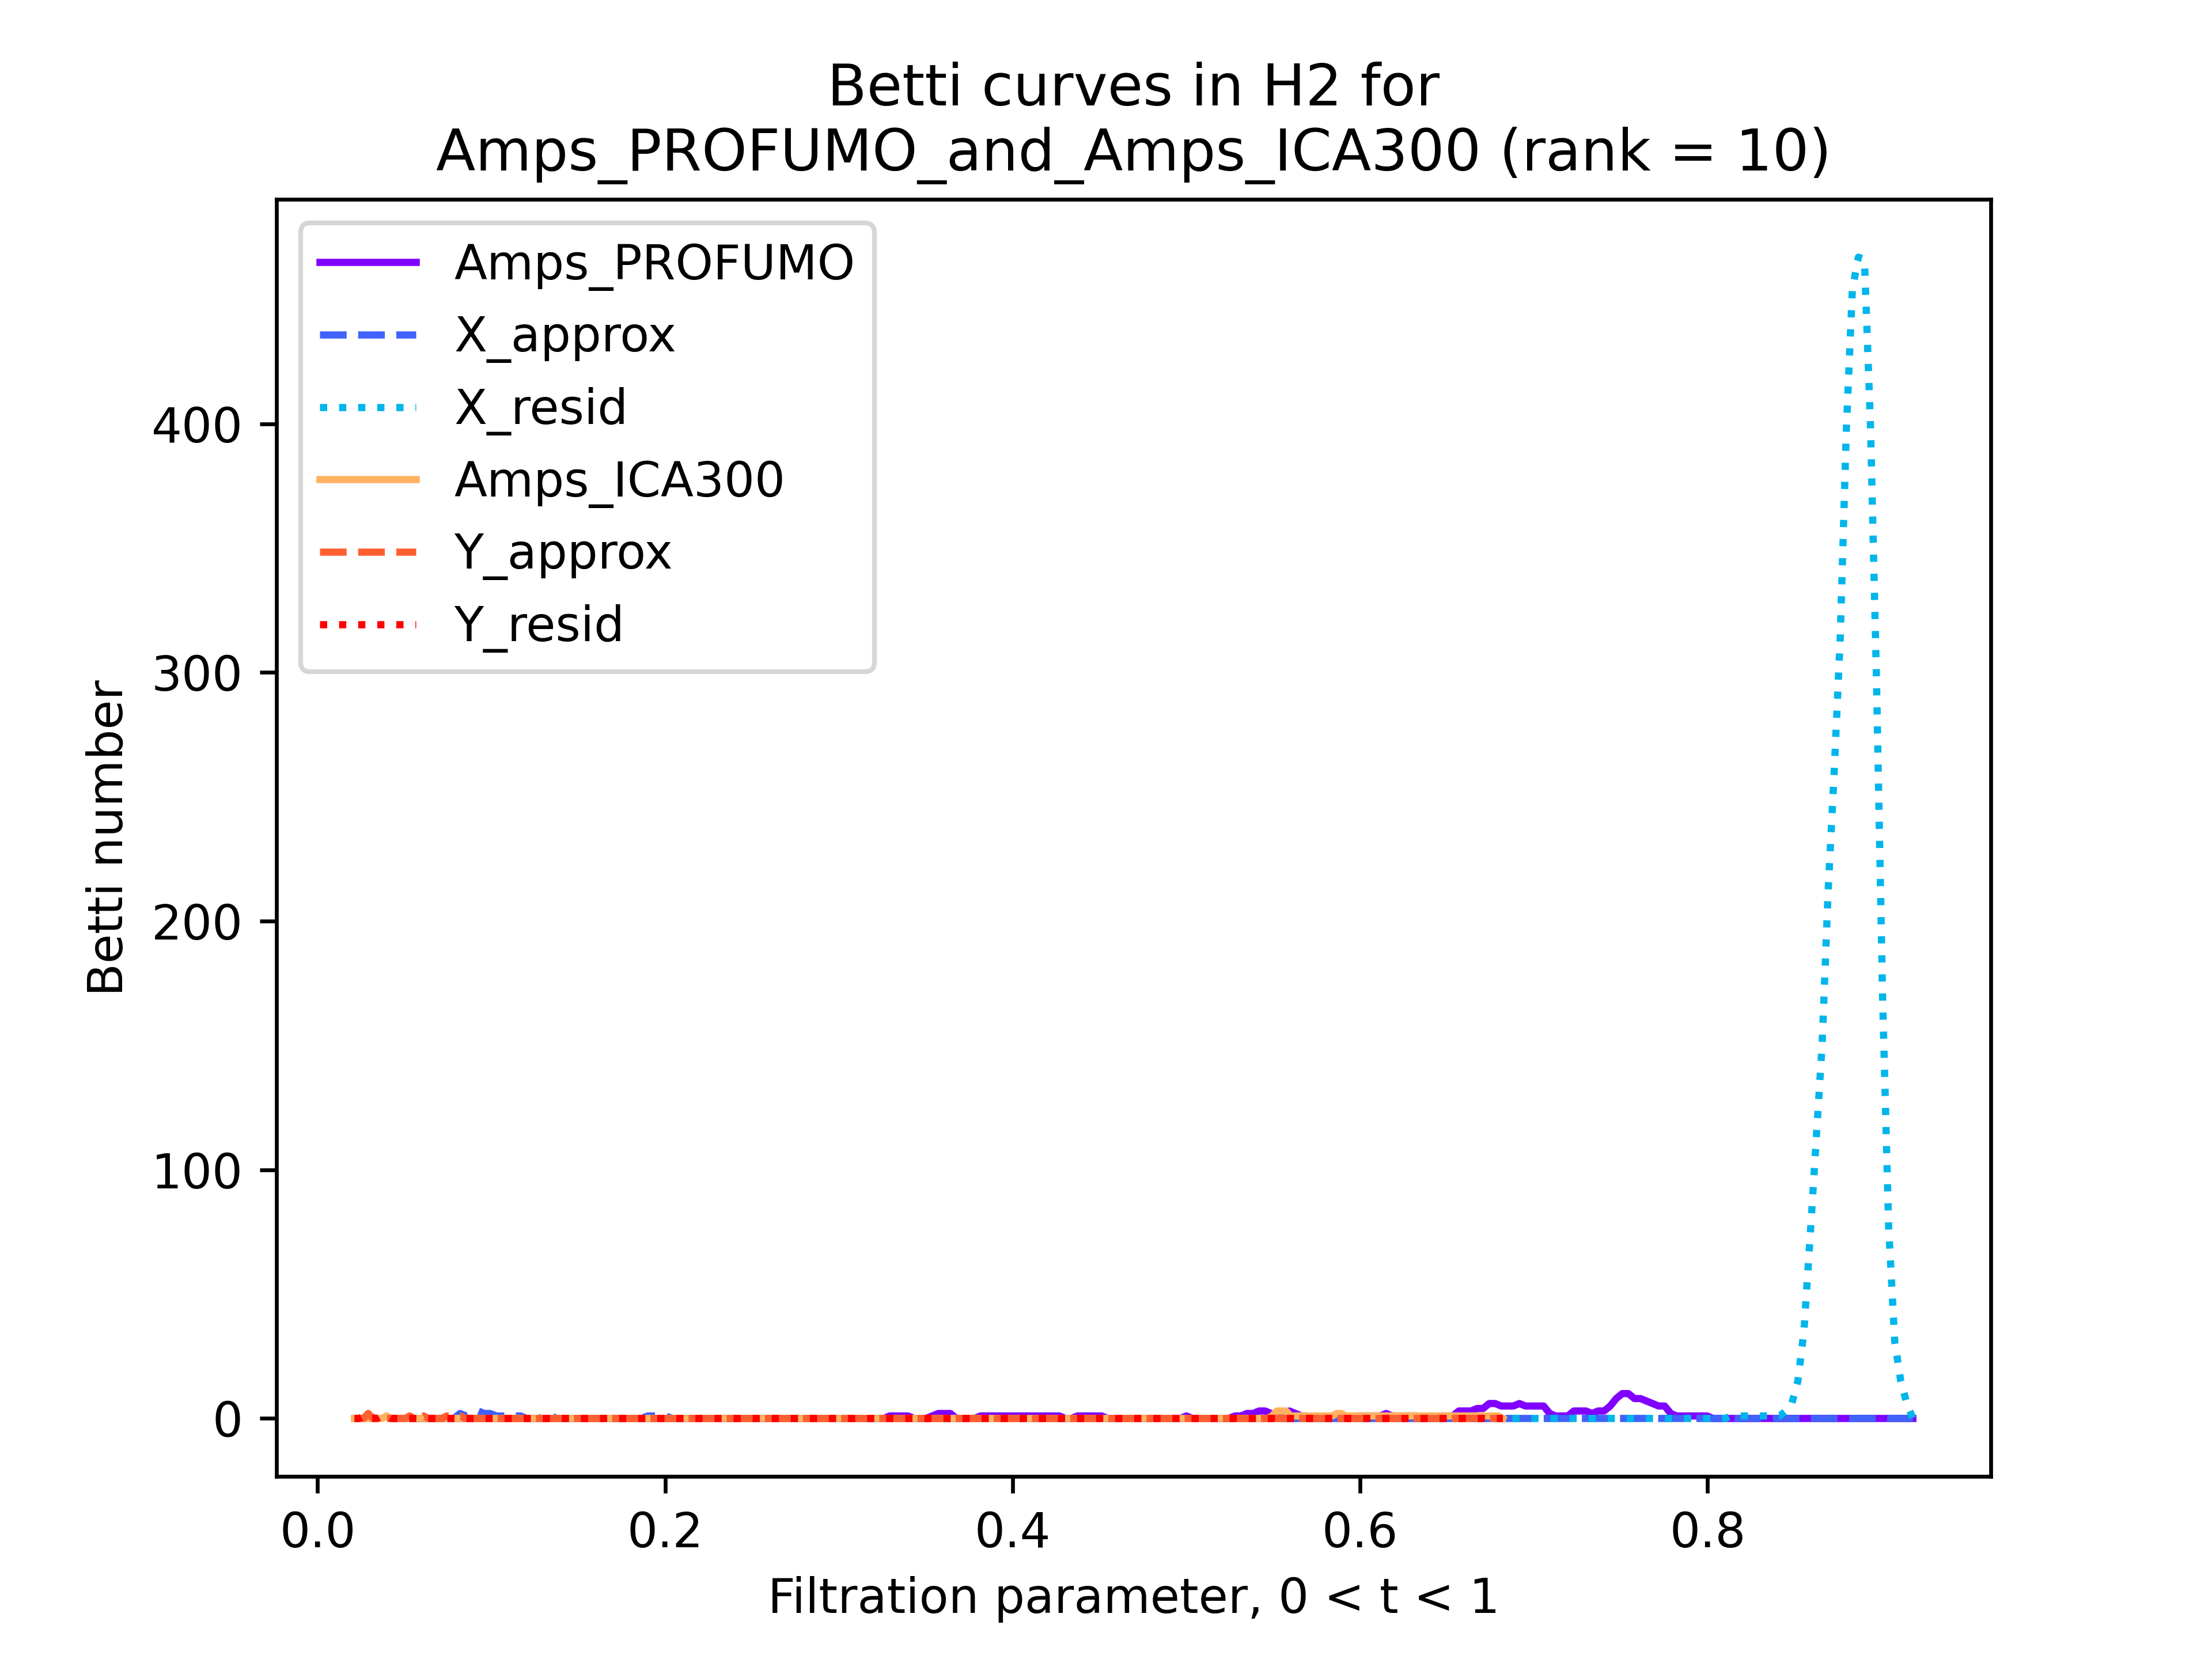 Betti curves in H2 for
Amps_PROFUMO_and_Amps_ICA300 (rank = 10)
Amps_PROFUMO
X_approx
X_resid
Amps_ICA300
Y_approx
Y_resid
Betti number
400
300
200
100
0
0.0 0.2 0.4 0.6 0.8
Filtration parameter, 0 < t < 1